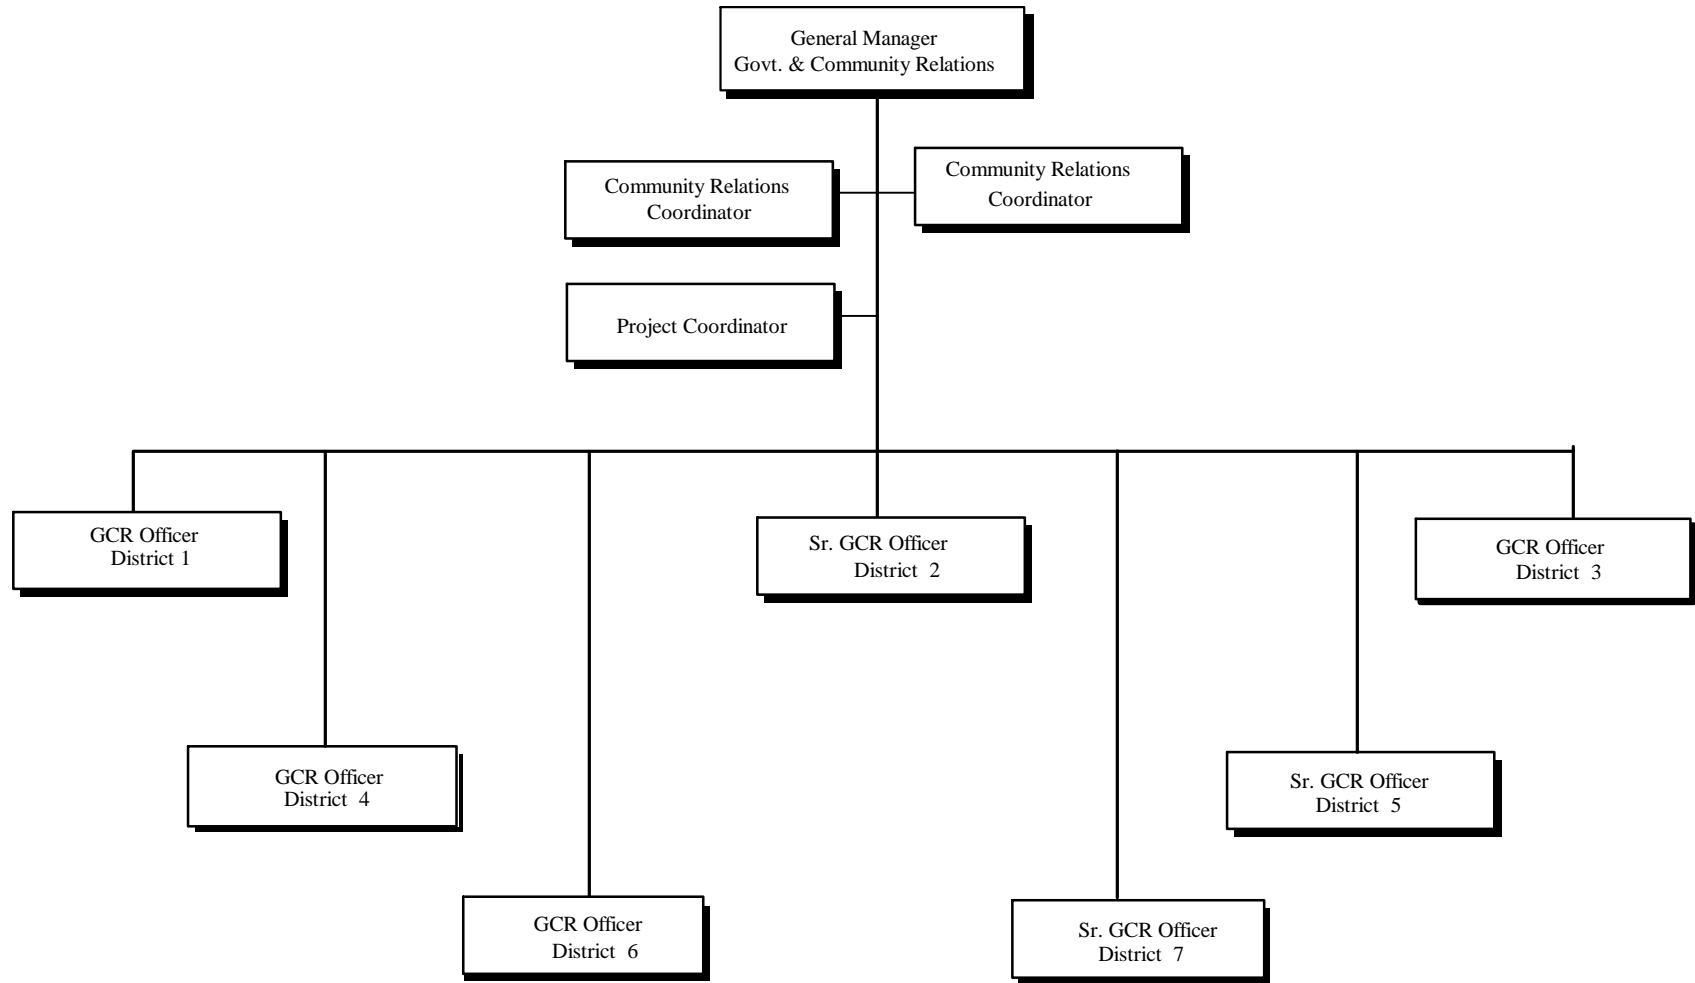 General Manager
Govt. & Community Relations
Community Relations
Coordinator
Community Relations
Coordinator
Project Coordinator
GCR Officer
District 1
Sr. GCR Officer
District 2
GCR Officer
District 3
GCR Officer
District 4
Sr. GCR Officer
District 5
GCR Officer
District 6
Sr. GCR Officer
District 7